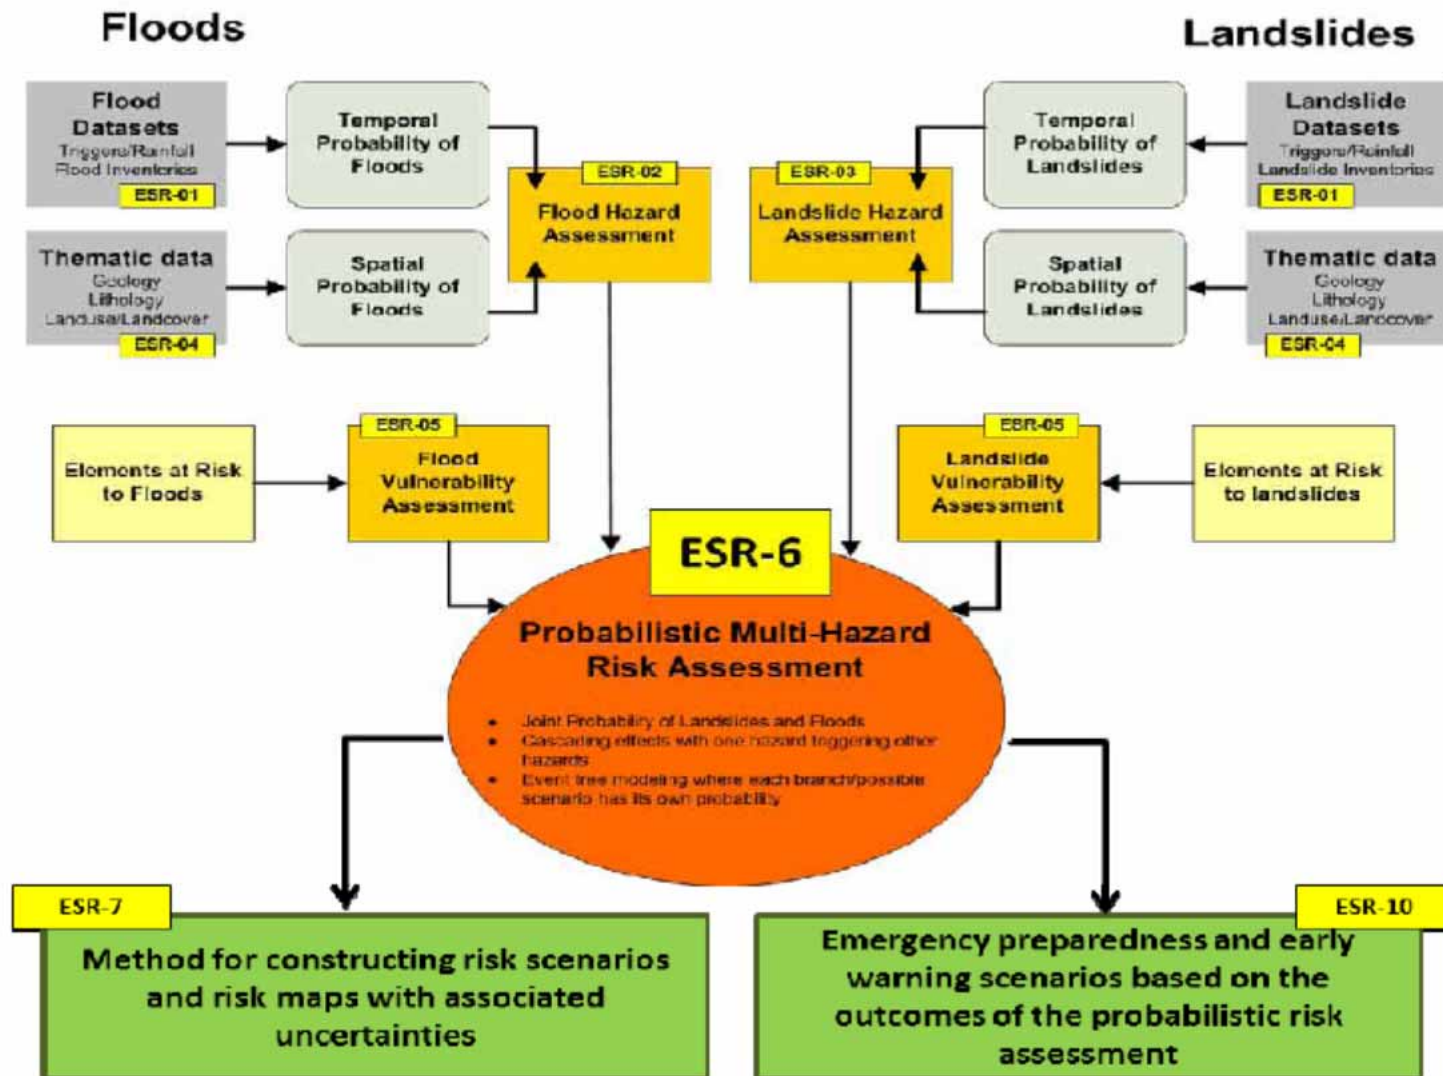 Floods
Landslides
Flood
Datasets
Triggers/Rainfall
Flood Inventories
ESR-01
Temporal
Probability of
Floods
ESR-02
Flood Hazard
Assessment
ESR-03
Landslide Hazard
Assessment
Temporal
Probability of
Landslides
Landslide
Datasets
Triggers/Rainfall
Landslide Inventories
ESR-01
Thematic data
Geology
Lithology
Landuse/Landcover
ESR-04
Spatial
Probability of
Floods
Spatial
Probability of
Landslides
Thematic data
Geology
Lithology
Landuse/Landcover
ESR-04
Elements at Risk
to Floods
ESR-05
Flood
Vulnerability
Assessment
ESR-05
Landslide
Vulnerability
Assessment
Elements at Risk
to landslides
ESR-6
Probabilistic Multi-Hazard
Risk Assessment
• Joint Probability of Landslides and Floods
• Cascading effects with one hazard triggering other
hazards
• Event tree modeling where each branch/possible
scenario has its own probability
ESR-7
Method for constructing risk scenarios
and risk maps with associated
uncertainties
ESR-10
Emergency preparedness and early
warning scenarios based on the
outcomes of the probabilistic risk
assessment